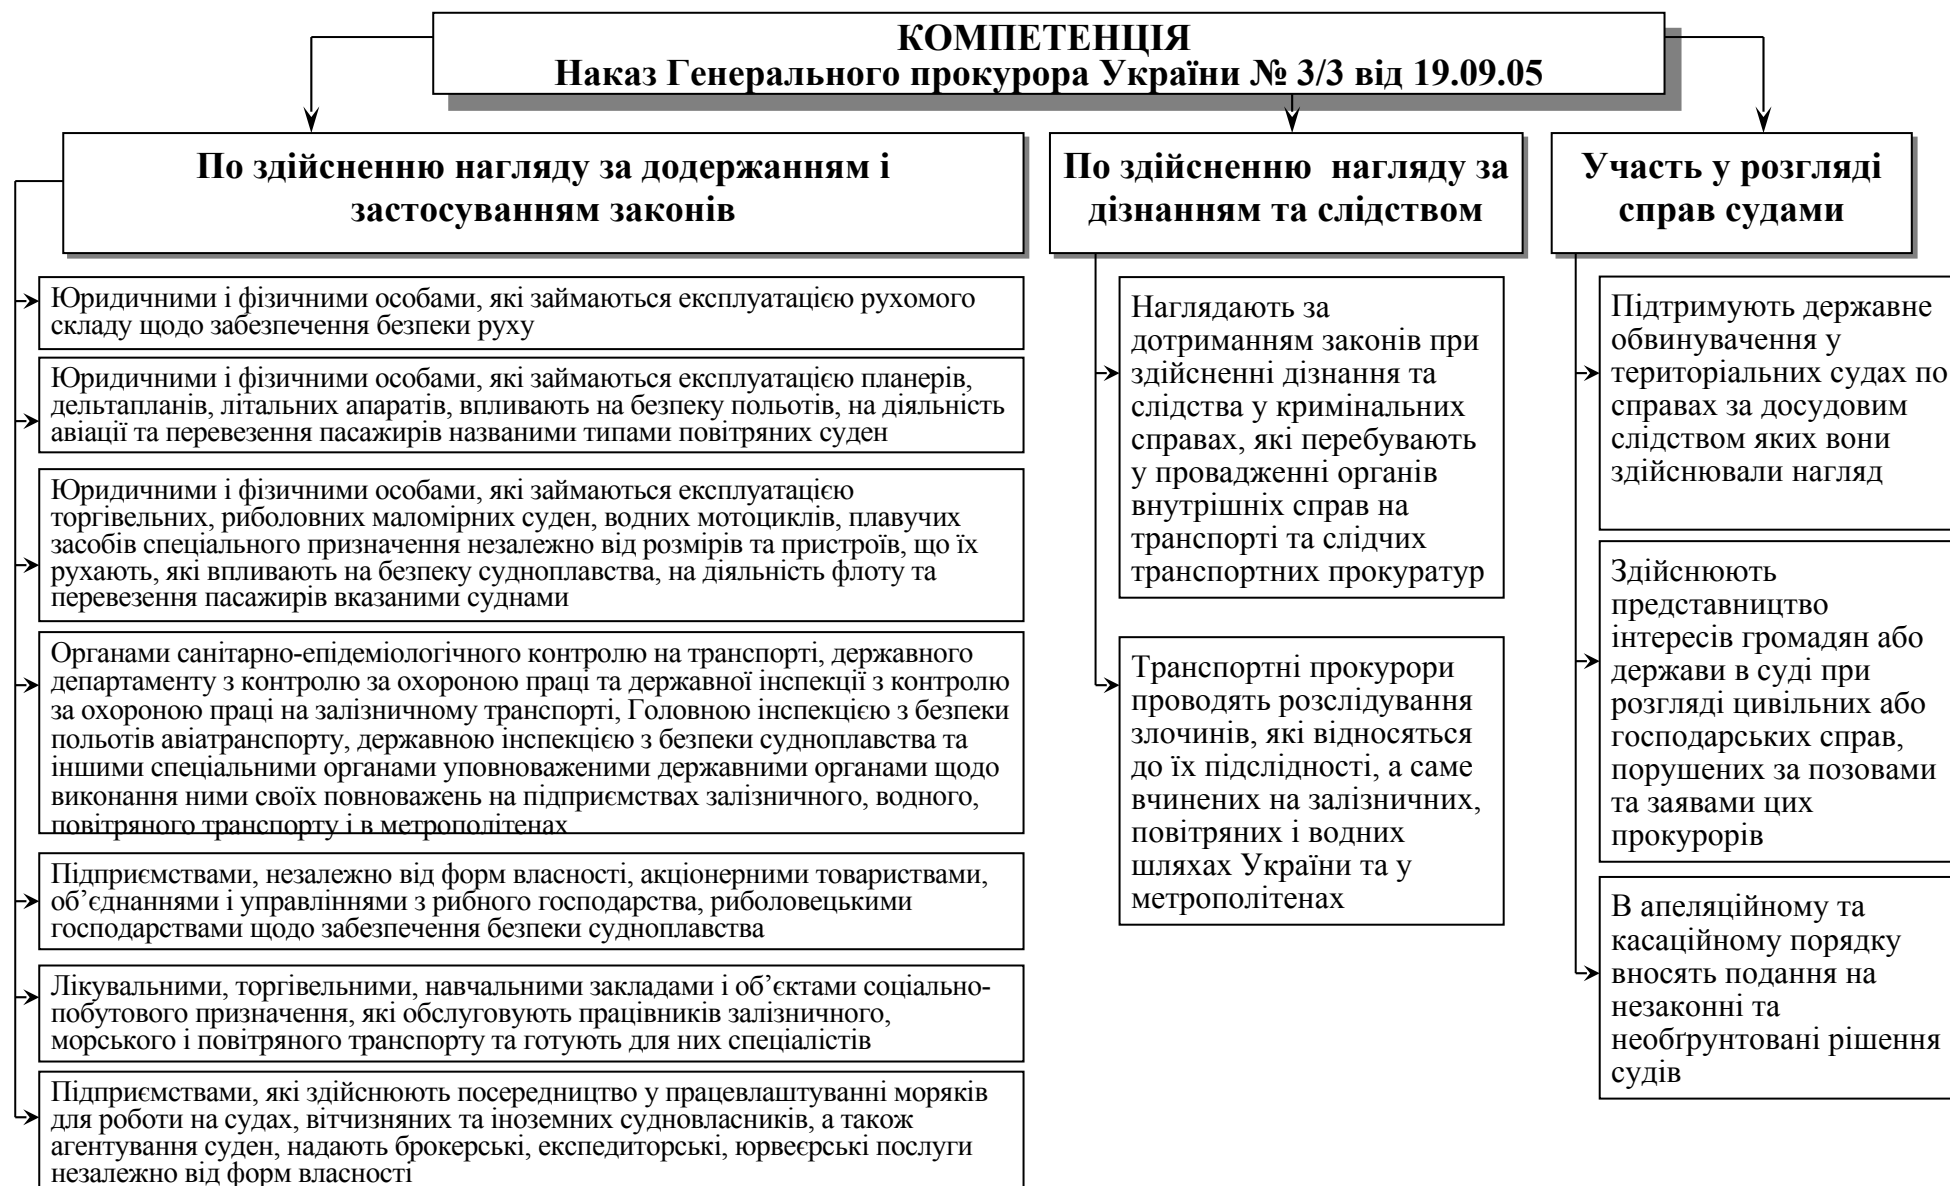 КОМПЕТЕНЦІЯ
Наказ Генерального прокурора України № 3/3 від 19.09.05
По здійсненню нагляду за додержанням і
застосуванням законів
Юридичними і фізичними особами, які займаються експлуатацією рухомого
складу щодо забезпечення безпеки руху
Юридичними і фізичними особами, які займаються експлуатацією планерів,
дельтапланів, літальних апаратів, впливають на безпеку польотів, на діяльність
авіації та перевезення пасажирів названими типами повітряних суден
Юридичними і фізичними особами, які займаються експлуатацією
торгівельних, риболовних маломірних суден, водних мотоциклів, плавучих
засобів спеціального призначення незалежно від розмірів та пристроїв, що їх
рухають, які впливають на безпеку судноплавства, на діяльність флоту та
перевезення пасажирів вказаними суднами
Органами санітарно-епідеміологічного контролю на транспорті, державного
департаменту з контролю за охороною праці та державної інспекції з контролю
за охороною праці на залізничному транспорті, Головною інспекцією з безпеки
польотів авіатранспорту, державною інспекцією з безпеки судноплавства та
іншими спеціальними органами уповноваженими державними органами щодо
виконання ними своїх повноважень на підприємствах залізничного, водного,
повітряного транспорту і в метрополітенах
Підприємствами, незалежно від форм власності, акціонерними товариствами,
об’єднаннями і управліннями з рибного господарства, риболовецькими
господарствами щодо забезпечення безпеки судноплавства
Лікувальними, торгівельними, навчальними закладами і об’єктами соціально-
побутового призначення, які обслуговують працівників залізничного,
морського і повітряного транспорту та готують для них спеціалістів
Підприємствами, які здійснюють посередництво у працевлаштуванні моряків
для роботи на судах, вітчизняних та іноземних судновласників, а також
агентування суден, надають брокерські, експедиторські, юрвеєрські послуги
незалежно від форм власності
По здійсненню нагляду за
дізнанням та слідством
Наглядають за
дотриманням законів при
здійсненні дізнання та
слідства у кримінальних
справах, які перебувають
у провадженні органів
внутрішніх справ на
транспорті та слідчих
транспортних прокуратур
Транспортні прокурори
проводять розслідування
злочинів, які відносяться
до їх підслідності, а саме
вчинених на залізничних,
повітряних і водних
шляхах України та у
метрополітенах
Участь у розгляді
справ судами
Підтримують державне
обвинувачення у
територіальних судах по
справах за досудовим
слідством яких вони
здійснювали нагляд
Здійснюють
представництво
інтересів громадян або
держави в суді при
розгляді цивільних або
господарських справ,
порушених за позовами
та заявами цих
прокурорів
В апеляційному та
касаційному порядку
вносять подання на
незаконні та
необґрунтовані рішення
судів